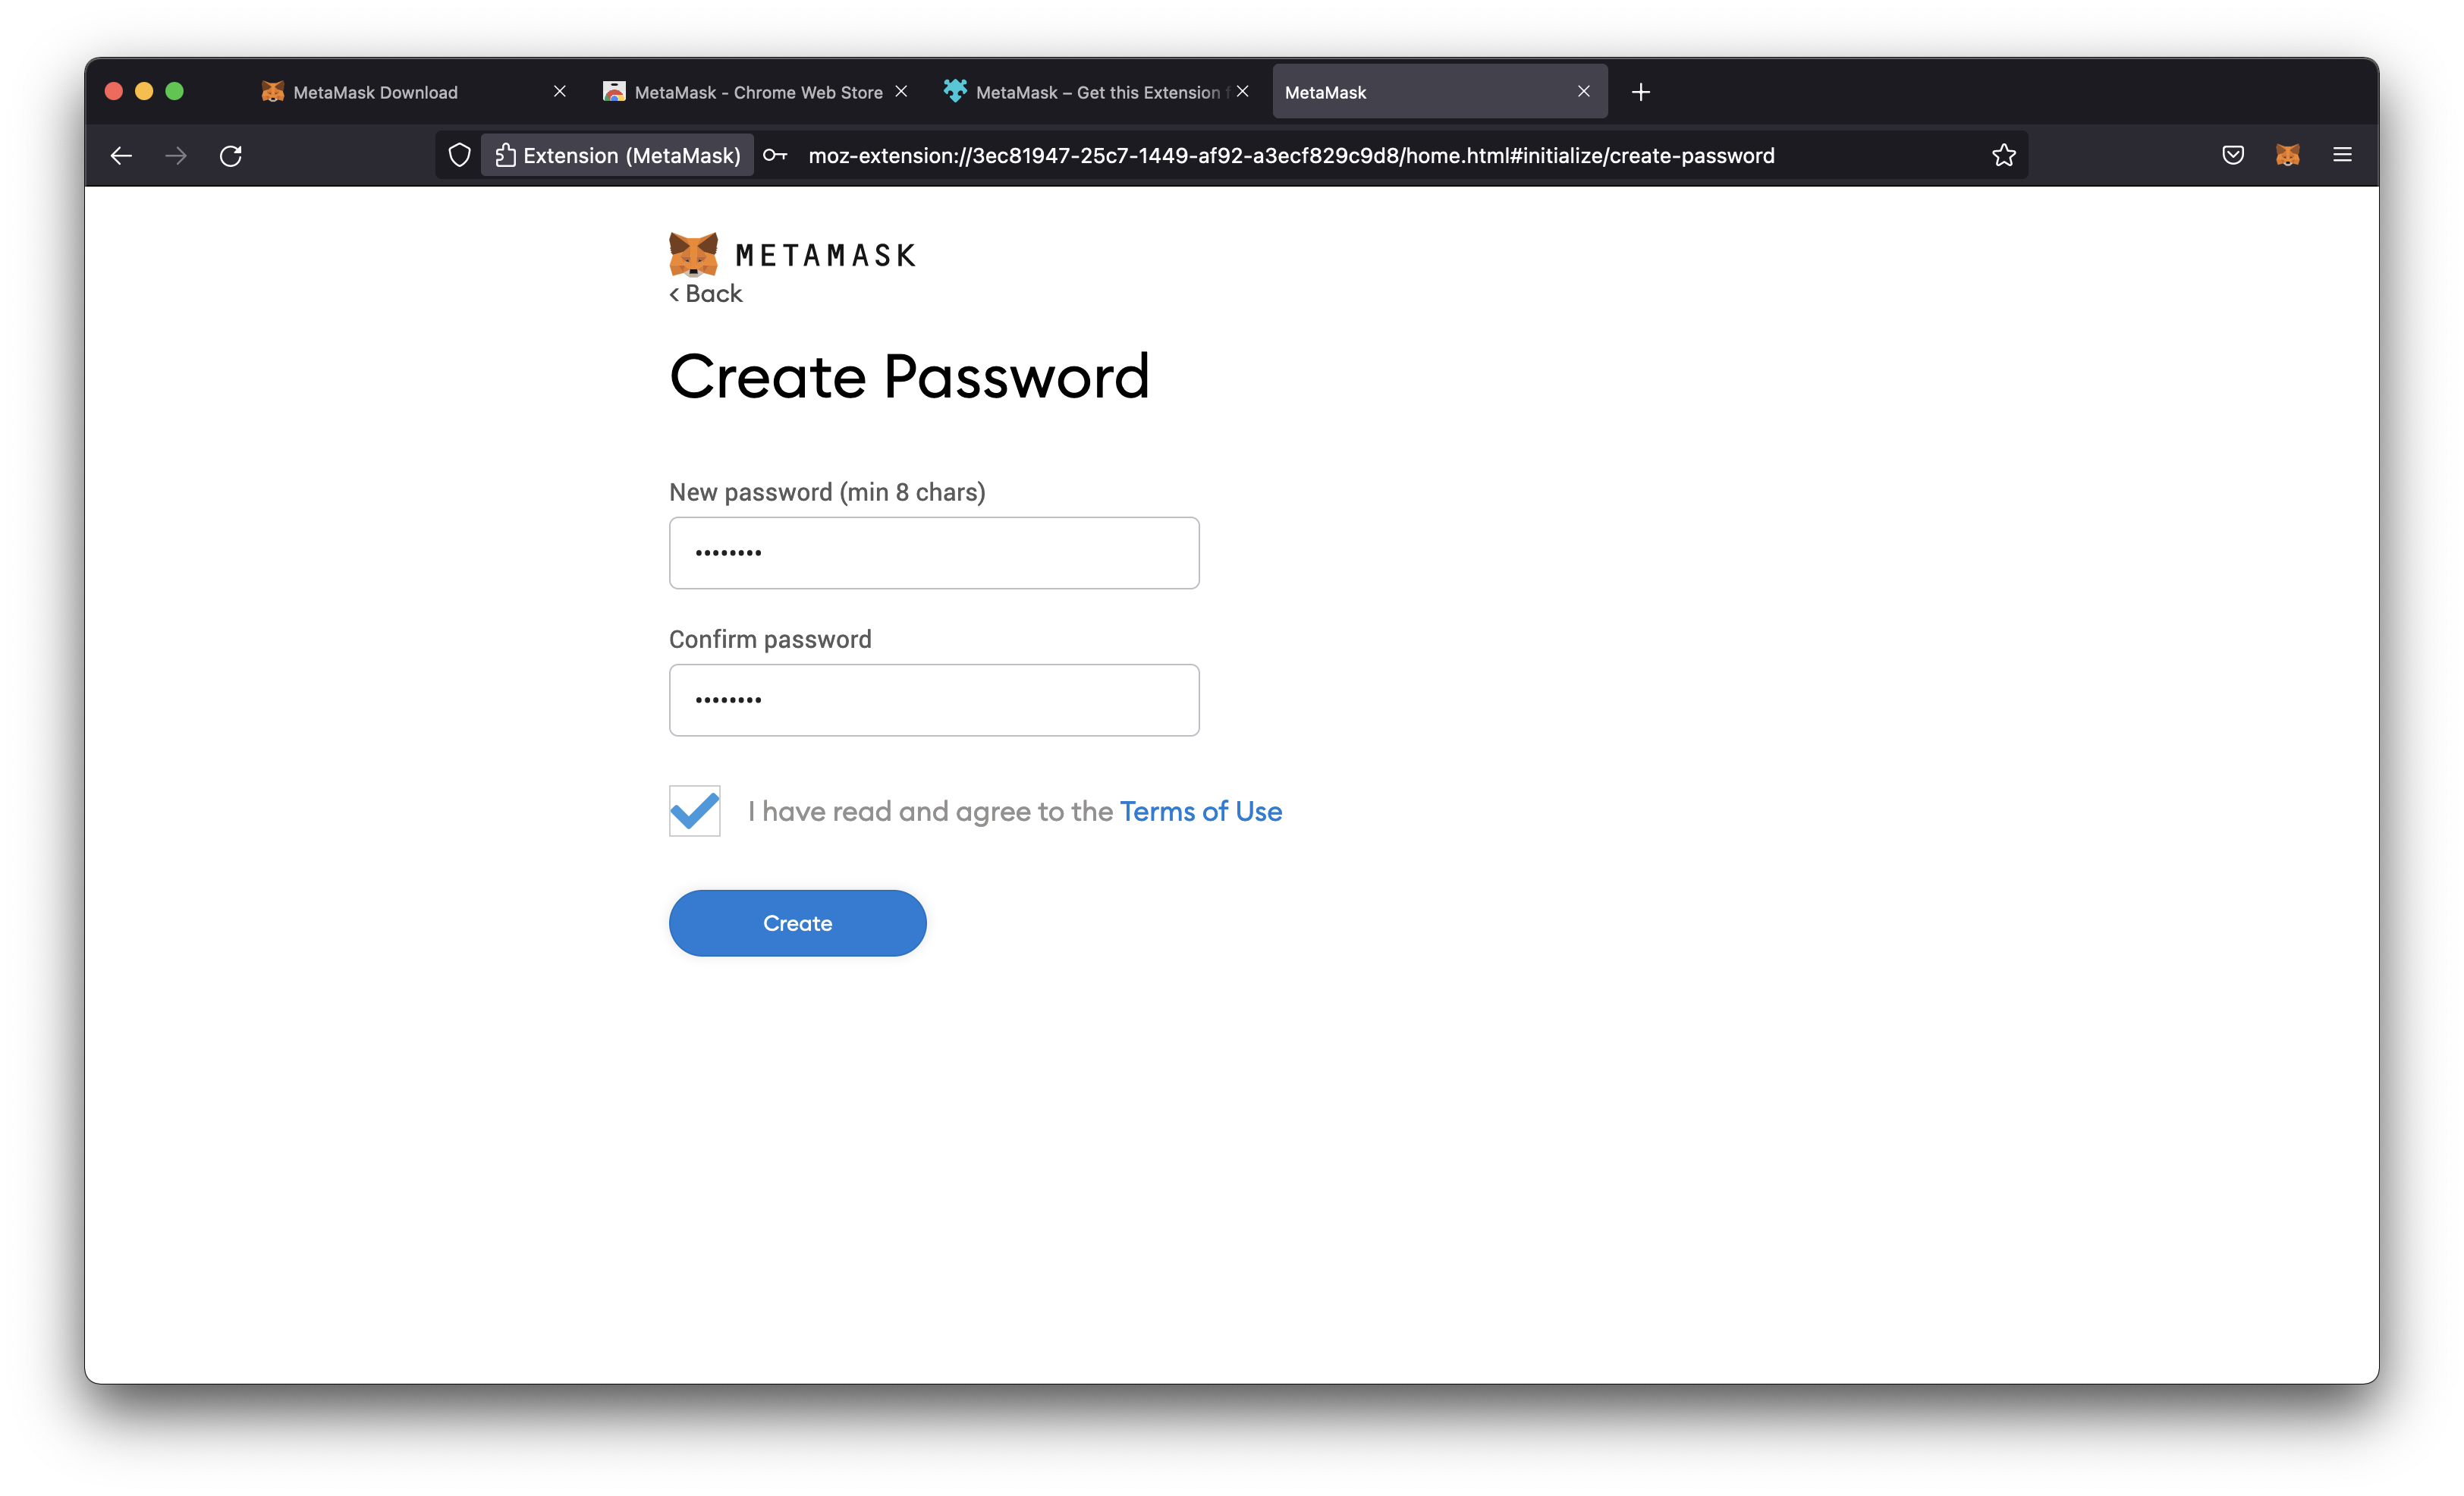 MetaMask Download
MetaMask - Chrome Web Store
MetaMask – Get this Extension f
MetaMask
Extension (MetaMask)
moz-extension://3ec81947-25c7-1449-af92-a3ecf829c9d8/home.html#initialize/create-password
METAMASK
< Back
Create Password
New password (min 8 chars)
••••••••
Confirm password
••••••••
I have read and agree to the Terms of Use
Create